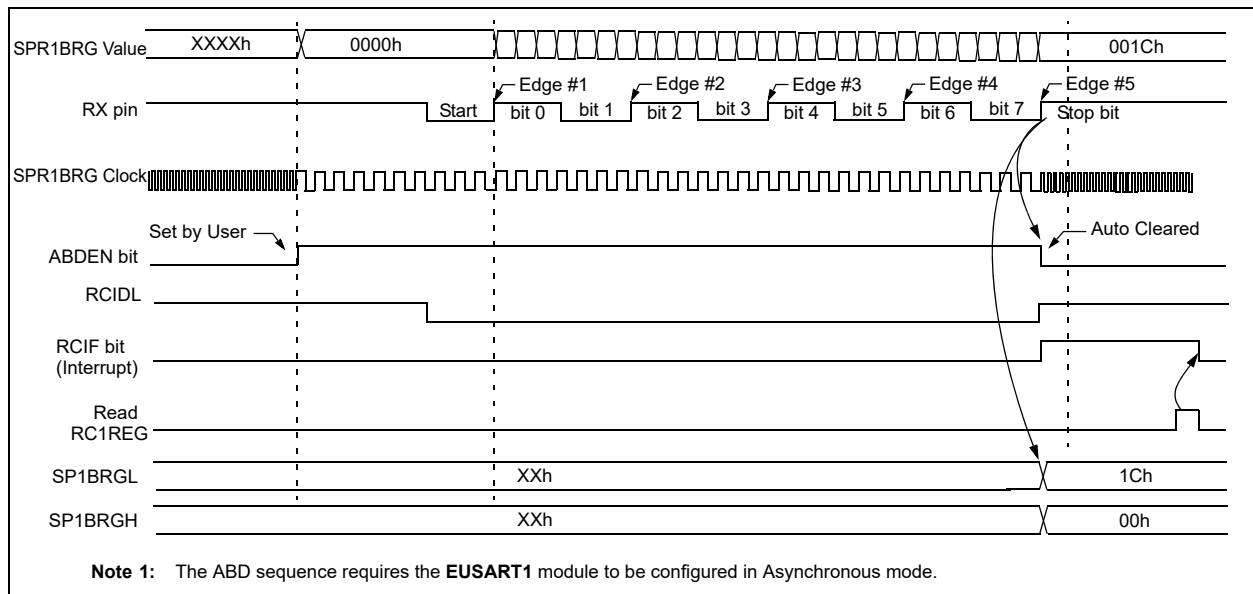 SPR1BRG Value XXXXh 0000h 001Ch
Edge #1 Edge #2 Edge #3 Edge #4 Edge #5
RX pin Start bit 0 bit 1 bit 2 bit 3 bit 4 bit 5 bit 6 bit 7 Stop bit
SPR1BRG Clock
Set by User Auto Cleared
ABDEN bit
RCIDL
RCIF bit
(Interrupt)
Read
RC1REG
SP1BRGL XXh 1Ch
SP1BRGH XXh 00h
Note 1: The ABD sequence requires the EUSART1 module to be configured in Asynchronous mode.